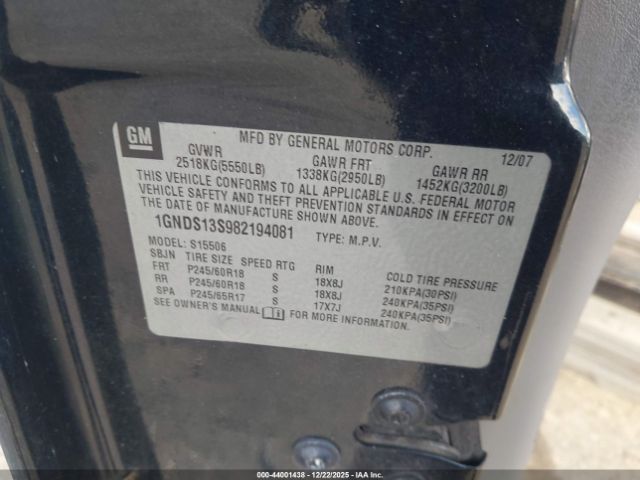 GM
MFD BY GENERAL MOTORS CORP. 12/07
GVWR GAWR FRT GAWR RR
2518KG(5550LB) 1338KG(2950LB) 1452KG(3200LB)
THIS VEHICLE CONFORMS TO ALL APPLICABLE U.S. FEDERAL MOTOR
VEHICLE SAFETY AND THEFT PREVENTION STANDARDS IN EFFECT ON
THE DATE OF MANUFACTURE SHOWN ABOVE.
1GNDS13S982194081 TYPE: M.P.V.
MODEL: S15506
SBJN TIRE SIZE SPEED RTG RIM COLD TIRE PRESSURE
FRT P245/60R18 S 18X8J 210KPA(30PSI)
RR P245/60R18 S 18X8J 240KPA(35PSI)
SPA P245/65R17 S 17X7J 240KPA(35PSI)
SEE OWNER'S MANUAL FOR MORE INFORMATION.
000-44001438 - 12/22/2025 - IAAI Copart